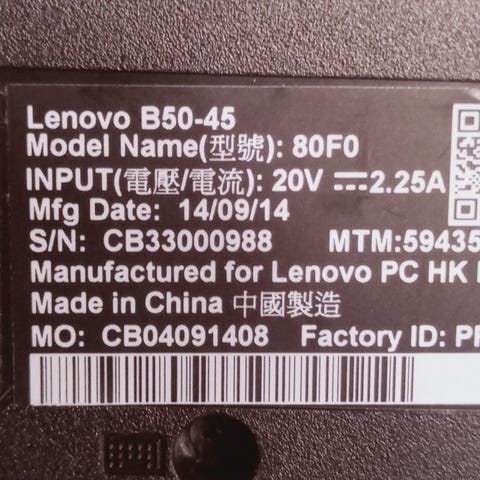 Lenovo B50-45
Model Name(型號): 80F0
INPUT(電壓/電流): 20V ⎓ 2.25A
Mfg Date: 14/09/14
S/N: CB33000988 MTM:59435
Manufactured for Lenovo PC HK
Made in China 中國製造
MO: CB04091408 Factory ID: PF